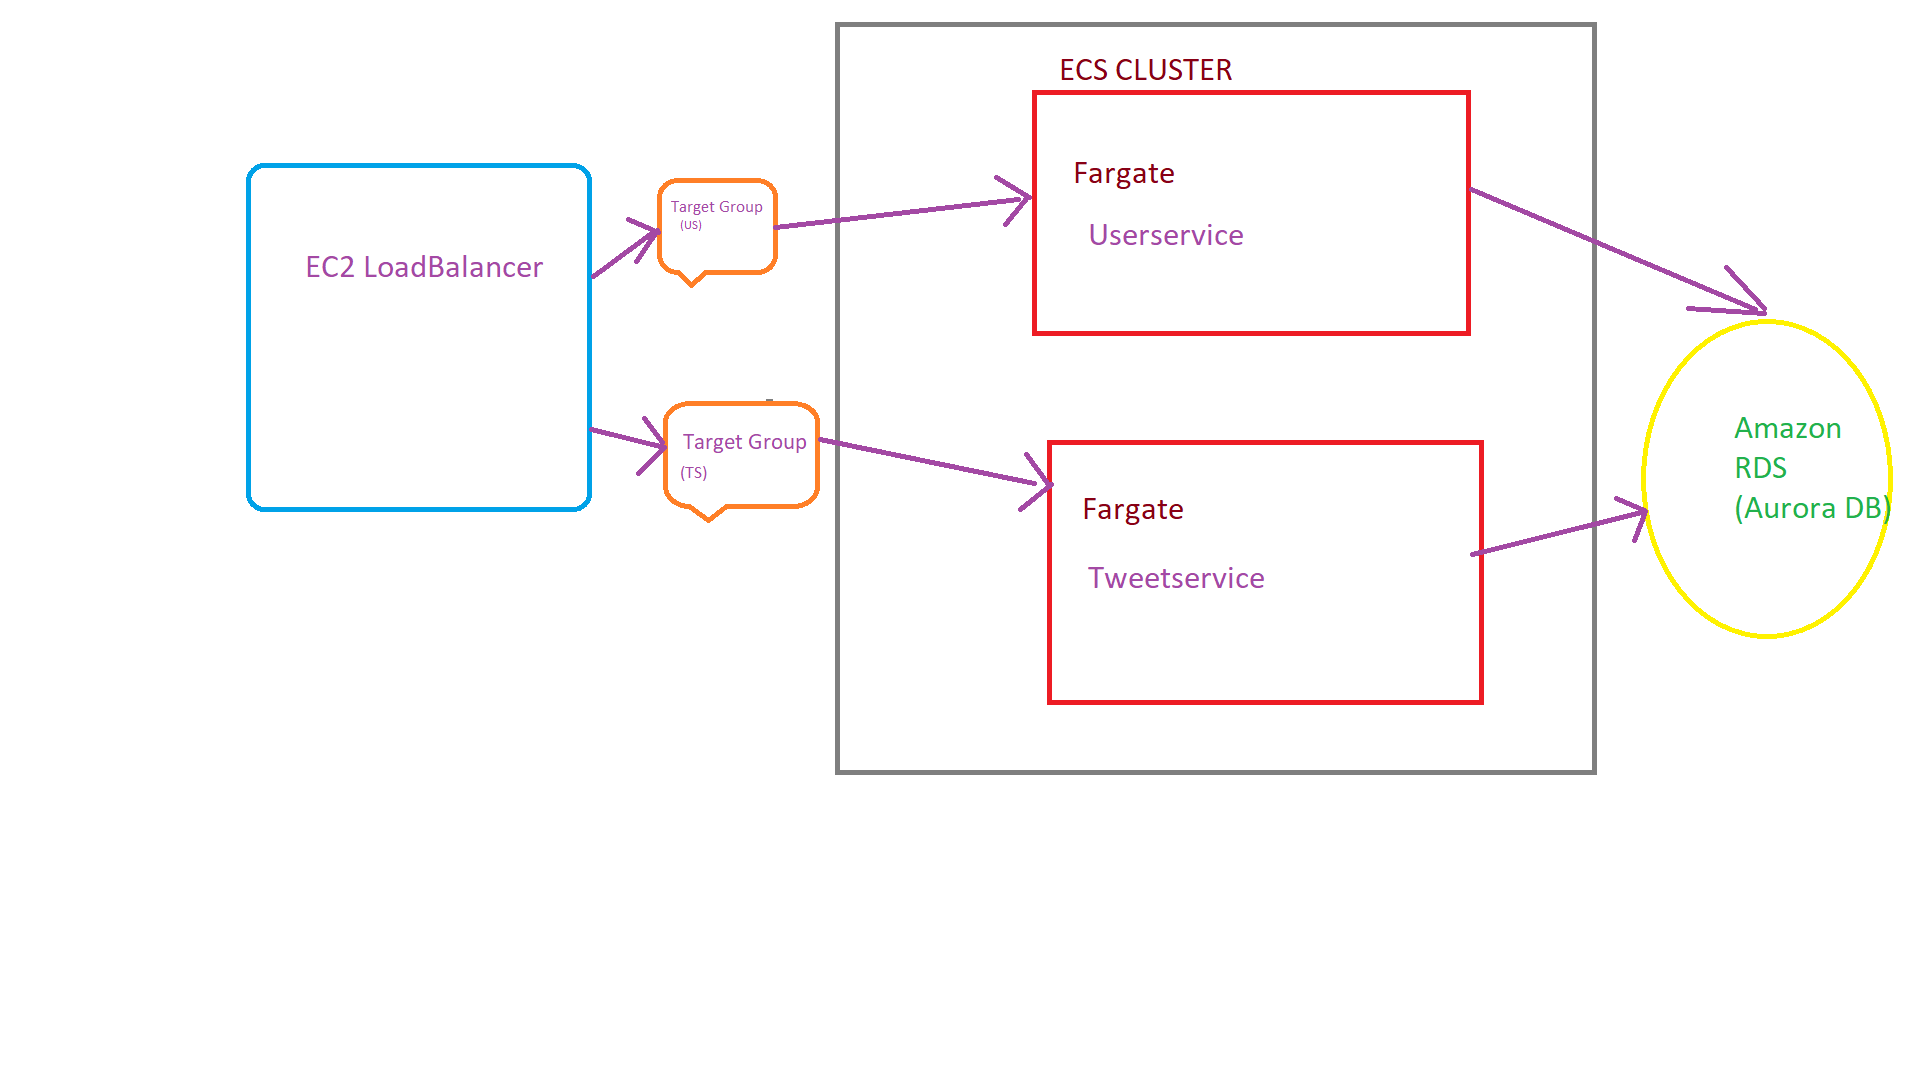 ECS CLUSTER
EC2 LoadBalancer
Target Group
(US)
Fargate
Userservice
Target Group
(TS)
Fargate
Tweetservice
Amazon
RDS
(Aurora DB)